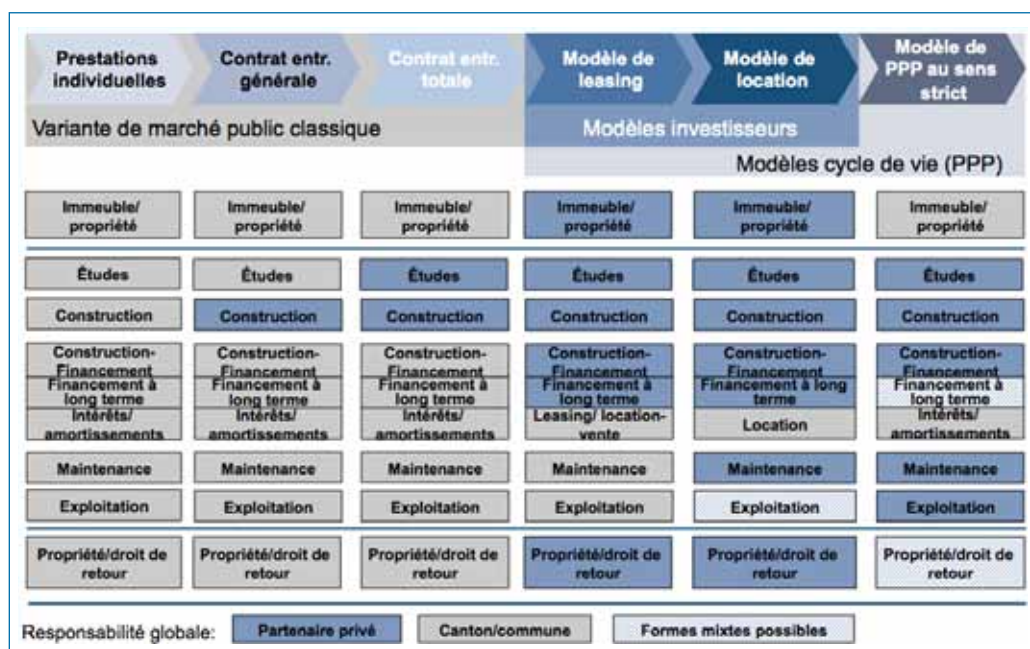 Prestations individuelles
Contrat entr. générale
Contrat entr. totale
Modèle de leasing
Modèle de location
Modèle de PPP au sens strict
Variante de marché public classique
Modèles investisseurs
Modèles cycle de vie (PPP)
Immeuble/ propriété
Immeuble/ propriété
Immeuble/ propriété
Immeuble/ propriété
Immeuble/ propriété
Immeuble/ propriété
Études
Études
Études
Études
Études
Études
Construction
Construction
Construction
Construction
Construction
Construction
Construction- Financement
Construction- Financement
Construction- Financement
Construction- Financement
Construction- Financement
Construction- Financement
Financement à long terme
Financement à long terme
Financement à long terme
Financement à long terme
Financement à long terme
Financement à long terme
Intérêts/ amortissements
Intérêts/ amortissements
Intérêts/ amortissements
Leasing/ location- vente
Location
Intérêts/ amortissements
Maintenance
Maintenance
Maintenance
Maintenance
Maintenance
Maintenance
Exploitation
Exploitation
Exploitation
Exploitation
Exploitation
Exploitation
Propriété/droit de retour
Propriété/droit de retour
Propriété/droit de retour
Propriété/droit de retour
Propriété/droit de retour
Propriété/droit de retour
Responsabilité globale:
Partenaire privé
Canton/commune
Formes mixtes possibles